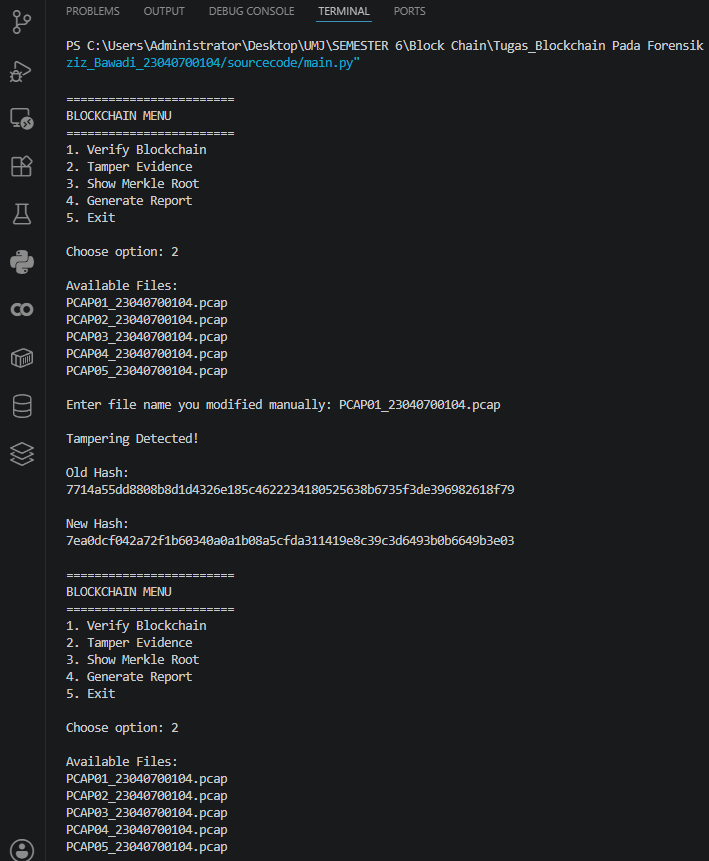 PROBLEMS OUTPUT DEBUG CONSOLE TERMINAL PORTS
PS C:\Users\Administrator\Desktop\UMJ\SEMESTER 6\Block Chain\Tugas_Blockchain Pada Forensik
ziz_Bawadi_23040700104/sourcecode/main.py"
========================
BLOCKCHAIN MENU
========================
1. Verify Blockchain
2. Tamper Evidence
3. Show Merkle Root
4. Generate Report
5. Exit
Choose option: 2
Available Files:
PCAP01_23040700104.pcap
PCAP02_23040700104.pcap
PCAP03_23040700104.pcap
PCAP04_23040700104.pcap
PCAP05_23040700104.pcap
Enter file name you modified manually: PCAP01_23040700104.pcap
Tampering Detected!
Old Hash:
7714a55dd8808b8d1d4326e185c4622234180525638b6735f3de396982618f79
New Hash:
7ea0dcf042a72f1b60340a0a1b08a5cfda311419e8c39c3d6493b0b6649b3e03
========================
BLOCKCHAIN MENU
========================
1. Verify Blockchain
2. Tamper Evidence
3. Show Merkle Root
4. Generate Report
5. Exit
Choose option: 2
Available Files:
PCAP01_23040700104.pcap
PCAP02_23040700104.pcap
PCAP03_23040700104.pcap
PCAP04_23040700104.pcap
PCAP05_23040700104.pcap